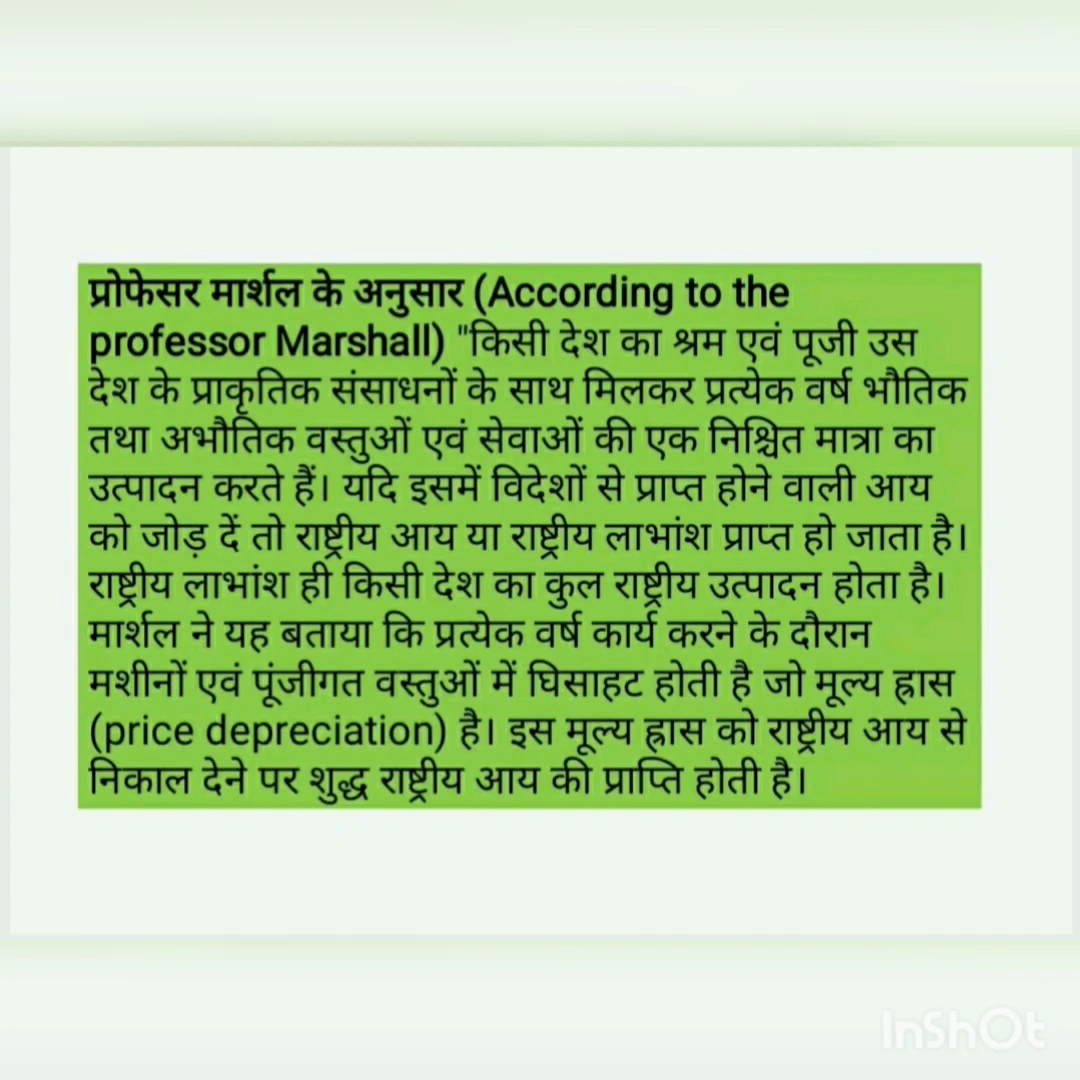 प्रोफेसर मार्शल के अनुसार (According to the
professor Marshall) "किसी देश का श्रम एवं पूजी उस
देश के प्राकृतिक संसाधनों के साथ मिलकर प्रत्येक वर्ष भौतिक
तथा अभौतिक वस्तुओं एवं सेवाओं की एक निश्चित मात्रा का
उत्पादन करते हैं। यदि इसमें विदेशों से प्राप्त होने वाली आय
को जोड़ दें तो राष्ट्रीय आय या राष्ट्रीय लाभांश प्राप्त हो जाता है।
राष्ट्रीय लाभांश ही किसी देश का कुल राष्ट्रीय उत्पादन होता है।
मार्शल ने यह बताया कि प्रत्येक वर्ष कार्य करने के दौरान
मशीनों एवं पूंजीगत वस्तुओं में घिसाहट होती है जो मूल्य ह्रास
(price depreciation) है। इस मूल्य ह्रास को राष्ट्रीय आय से
निकाल देने पर शुद्ध राष्ट्रीय आय की प्राप्ति होती है।
InShOt